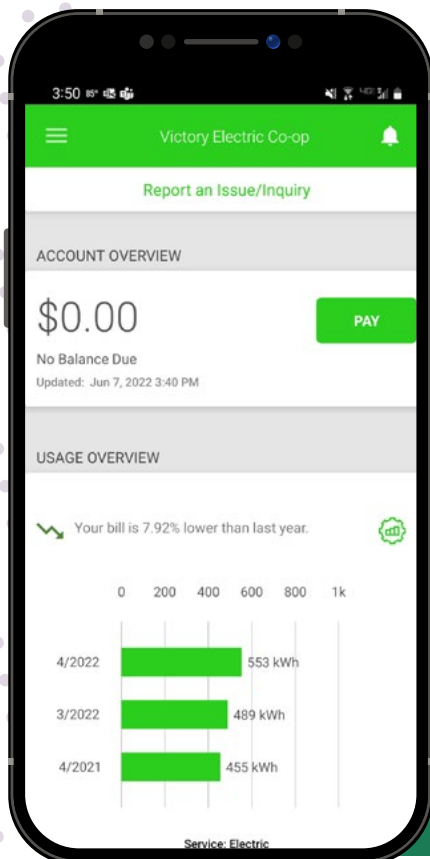 3:50 85°
Victory Electric Co-op
Report an Issue/Inquiry
ACCOUNT OVERVIEW
$0.00
PAY
No Balance Due
Updated: Jun 7, 2022 3:40 PM
USAGE OVERVIEW
Your bill is 7.92% lower than last year.
0 200 400 600 800 1k
4/2022 553 kWh
3/2022 489 kWh
4/2021 455 kWh
Service: Electric